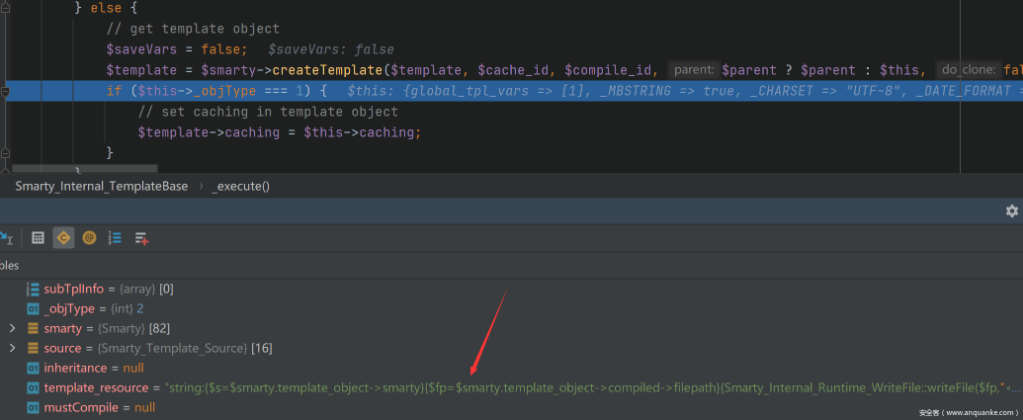 } else {
// get template object
$saveVars = false;   $saveVars: false
$template = $smarty->createTemplate($template, $cache_id, $compile_id, parent: $parent ? $parent : $this, do_clone: fal
if ($this->_objType === 1) {   $this: {global_tpl_vars => [1], _MBSTRING => true, _CHARSET => "UTF-8", _DATE_FORMAT =
// set caching in template object
$template->caching = $this->caching;
}
Smarty_Internal_TemplateBase › _execute()
bles
subTplInfo = {array} [0]
_objType = {int} 2
smarty = {Smarty} [82]
source = {Smarty_Template_Source} [16]
inheritance = null
template_resource = "string:{$s=$smarty.template_object->smarty}{$fp=$smarty.template_object->compiled->filepath}{Smarty_Internal_Runtime_WriteFile::writeFile($fp,"<...
mustCompile = null
安全客（www.anquanke.com）